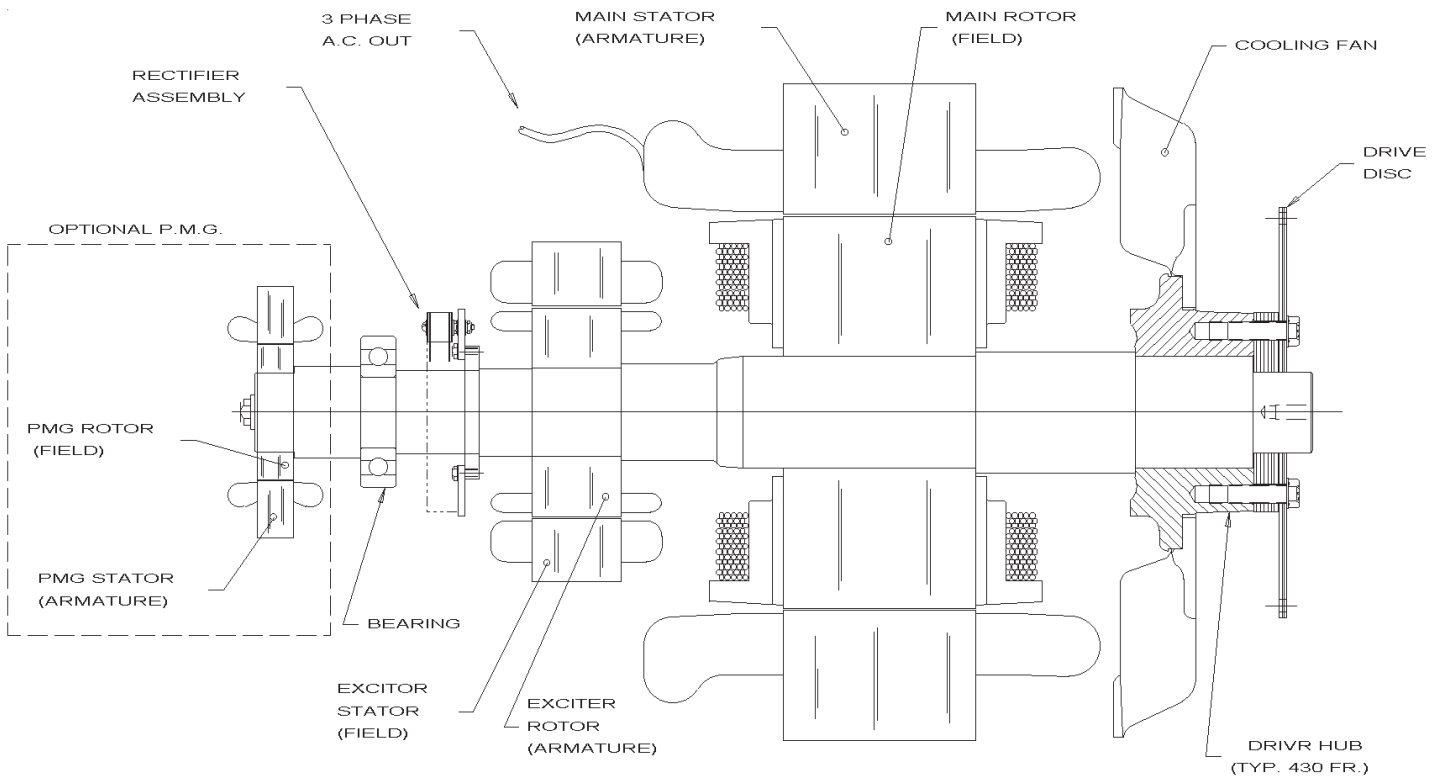 3 PHASE
A.C. OUT
MAIN STATOR
(ARMATURE)
MAIN ROTOR
(FIELD)
COOLING FAN
RECTIFIER
ASSEMBLY
DRIVE
DISC
OPTIONAL P.M.G.
PMG ROTOR
(FIELD)
PMG STATOR
(ARMATURE)
BEARING
EXCITOR
STATOR
(FIELD)
EXCITER
ROTOR
(ARMATURE)
DRIVR HUB
(TYP. 430 FR.)